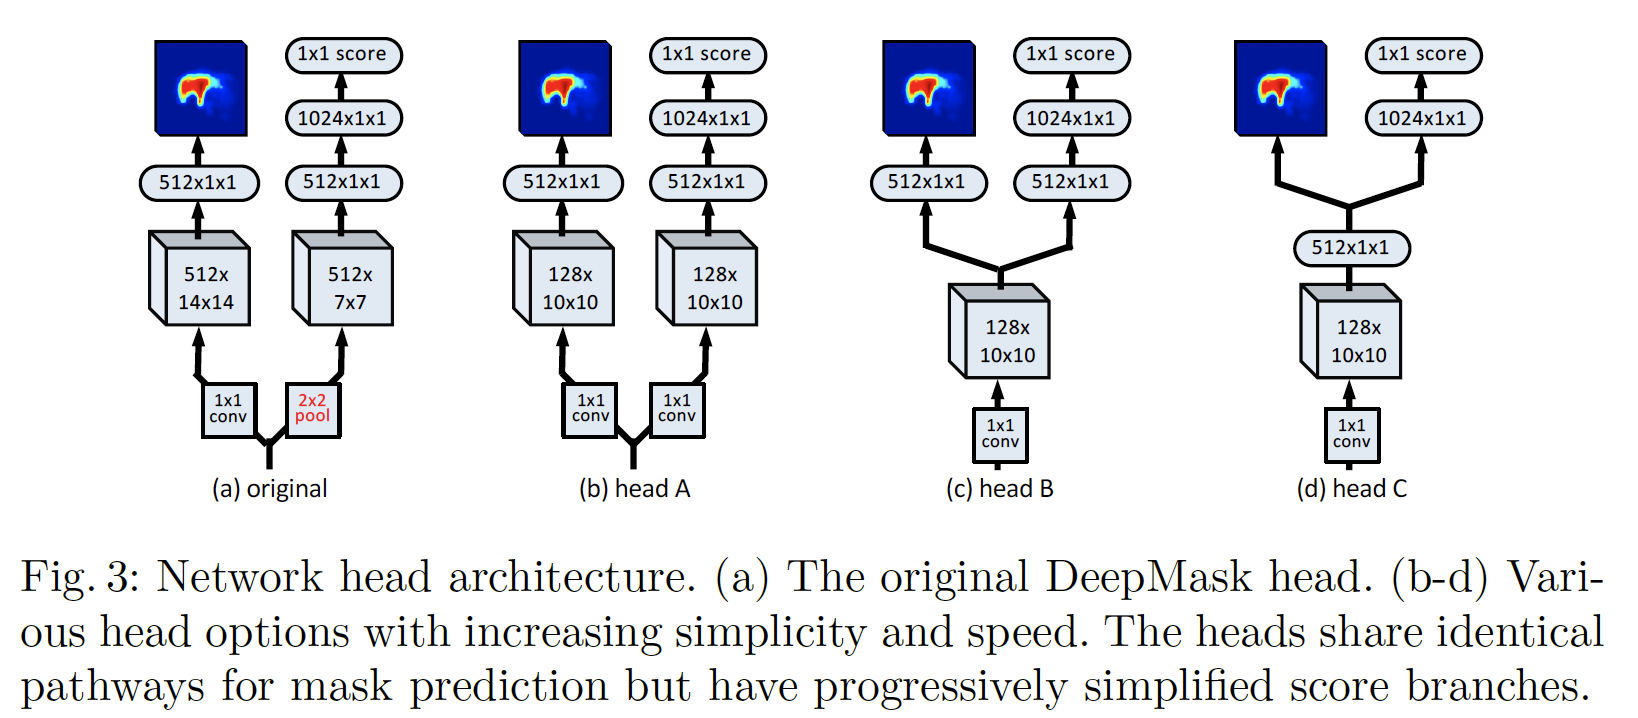 1x1 score
1024x1x1
512x1x1
512x1x1
512x
14x14
512x
7x7
1x1
conv
2x2
pool
(a) original
1x1 score
1024x1x1
512x1x1
512x1x1
128x
10x10
128x
10x10
1x1
conv
1x1
conv
(b) head A
1x1 score
1024x1x1
512x1x1
512x1x1
128x
10x10
1x1
conv
(c) head B
1x1 score
1024x1x1
512x1x1
128x
10x10
1x1
conv
(d) head C
Fig. 3: Network head architecture. (a) The original DeepMask head. (b-d) Vari-
ous head options with increasing simplicity and speed. The heads share identical
pathways for mask prediction but have progressively simplified score branches.